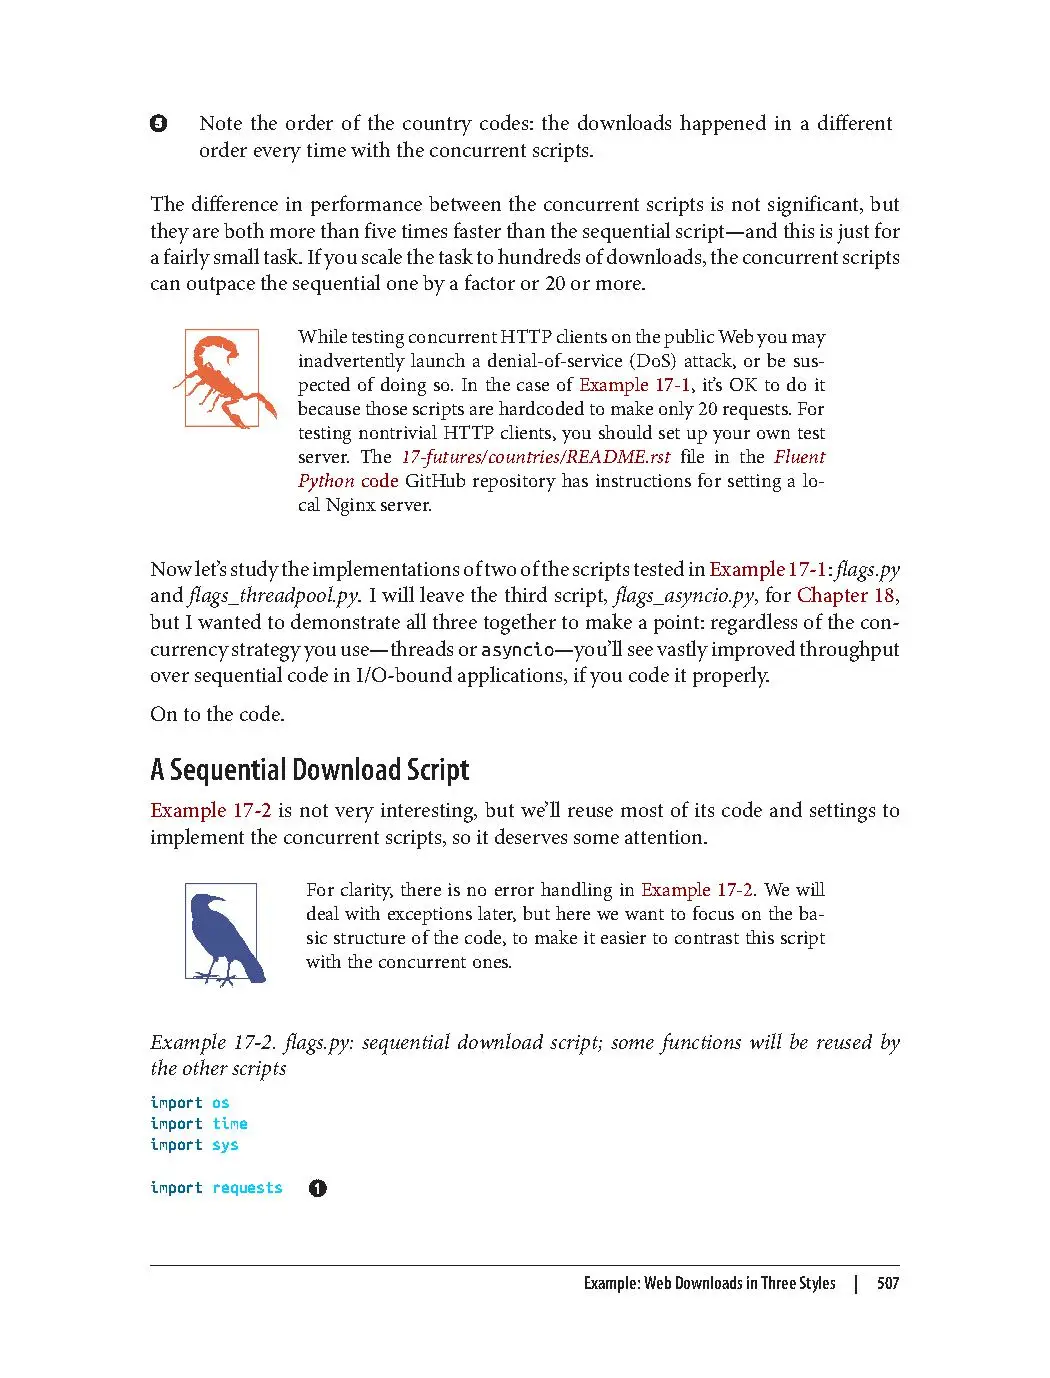 ❺ Note the order of the country codes: the downloads happened in a different
order every time with the concurrent scripts.
The difference in performance between the concurrent scripts is not significant, but
they are both more than five times faster than the sequential script—and this is just for
a fairly small task. If you scale the task to hundreds of downloads, the concurrent scripts
can outpace the sequential one by a factor or 20 or more.
While testing concurrent HTTP clients on the public Web you may
inadvertently launch a denial-of-service (DoS) attack, or be sus-
pected of doing so. In the case of Example 17-1, it’s OK to do it
because those scripts are hardcoded to make only 20 requests. For
testing nontrivial HTTP clients, you should set up your own test
server. The 17-futures/countries/README.rst file in the Fluent
Python code GitHub repository has instructions for setting a lo-
cal Nginx server.
Now let’s study the implementations of two of the scripts tested in Example 17-1: flags.py
and flags_threadpool.py. I will leave the third script, flags_asyncio.py, for Chapter 18,
but I wanted to demonstrate all three together to make a point: regardless of the con-
currency strategy you use—threads or asyncio—you’ll see vastly improved throughput
over sequential code in I/O-bound applications, if you code it properly.
On to the code.
A Sequential Download Script
Example 17-2 is not very interesting, but we’ll reuse most of its code and settings to
implement the concurrent scripts, so it deserves some attention.
For clarity, there is no error handling in Example 17-2. We will
deal with exceptions later, but here we want to focus on the ba-
sic structure of the code, to make it easier to contrast this script
with the concurrent ones.
Example 17-2. flags.py: sequential download script; some functions will be reused by
the other scripts
import os
import time
import sys
import requests ❶
Example: Web Downloads in Three Styles | 507